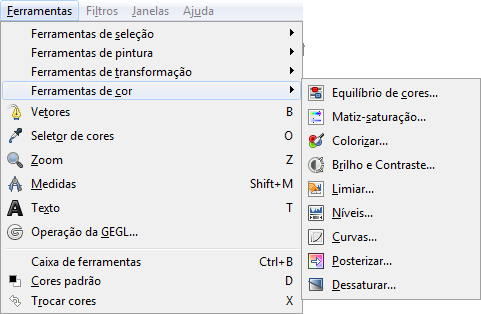 Ferramentas Filtros Janelas Ajuda
Ferramentas de seleção
Ferramentas de pintura
Ferramentas de transformação
Ferramentas de cor
Vetores B
Seletor de cores O
Zoom Z
Medidas Shift+M
Texto T
Operação da GEGL...
Caixa de ferramentas Ctrl+B
Cores padrão D
Trocar cores X
Equilíbrio de cores...
Matiz-saturação...
Colorizar...
Brilho e Contraste...
Limiar...
Níveis...
Curvas...
Posterizar...
Dessaturar...